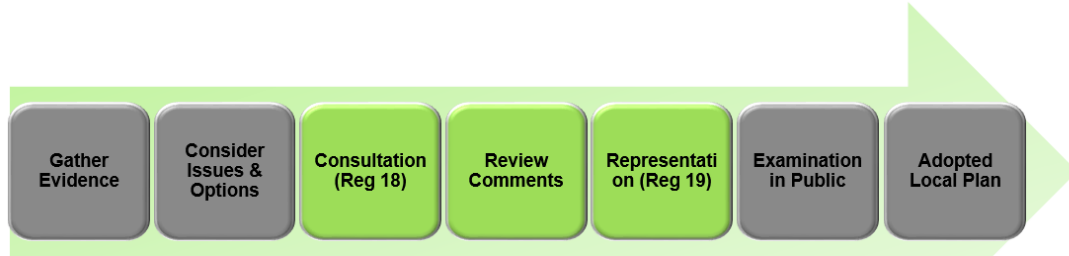 Gather
Evidence
Consider
Issues &
Options
Consultation
(Reg 18)
Review
Comments
Representati
on (Reg 19)
Examination
in Public
Adopted
Local Plan